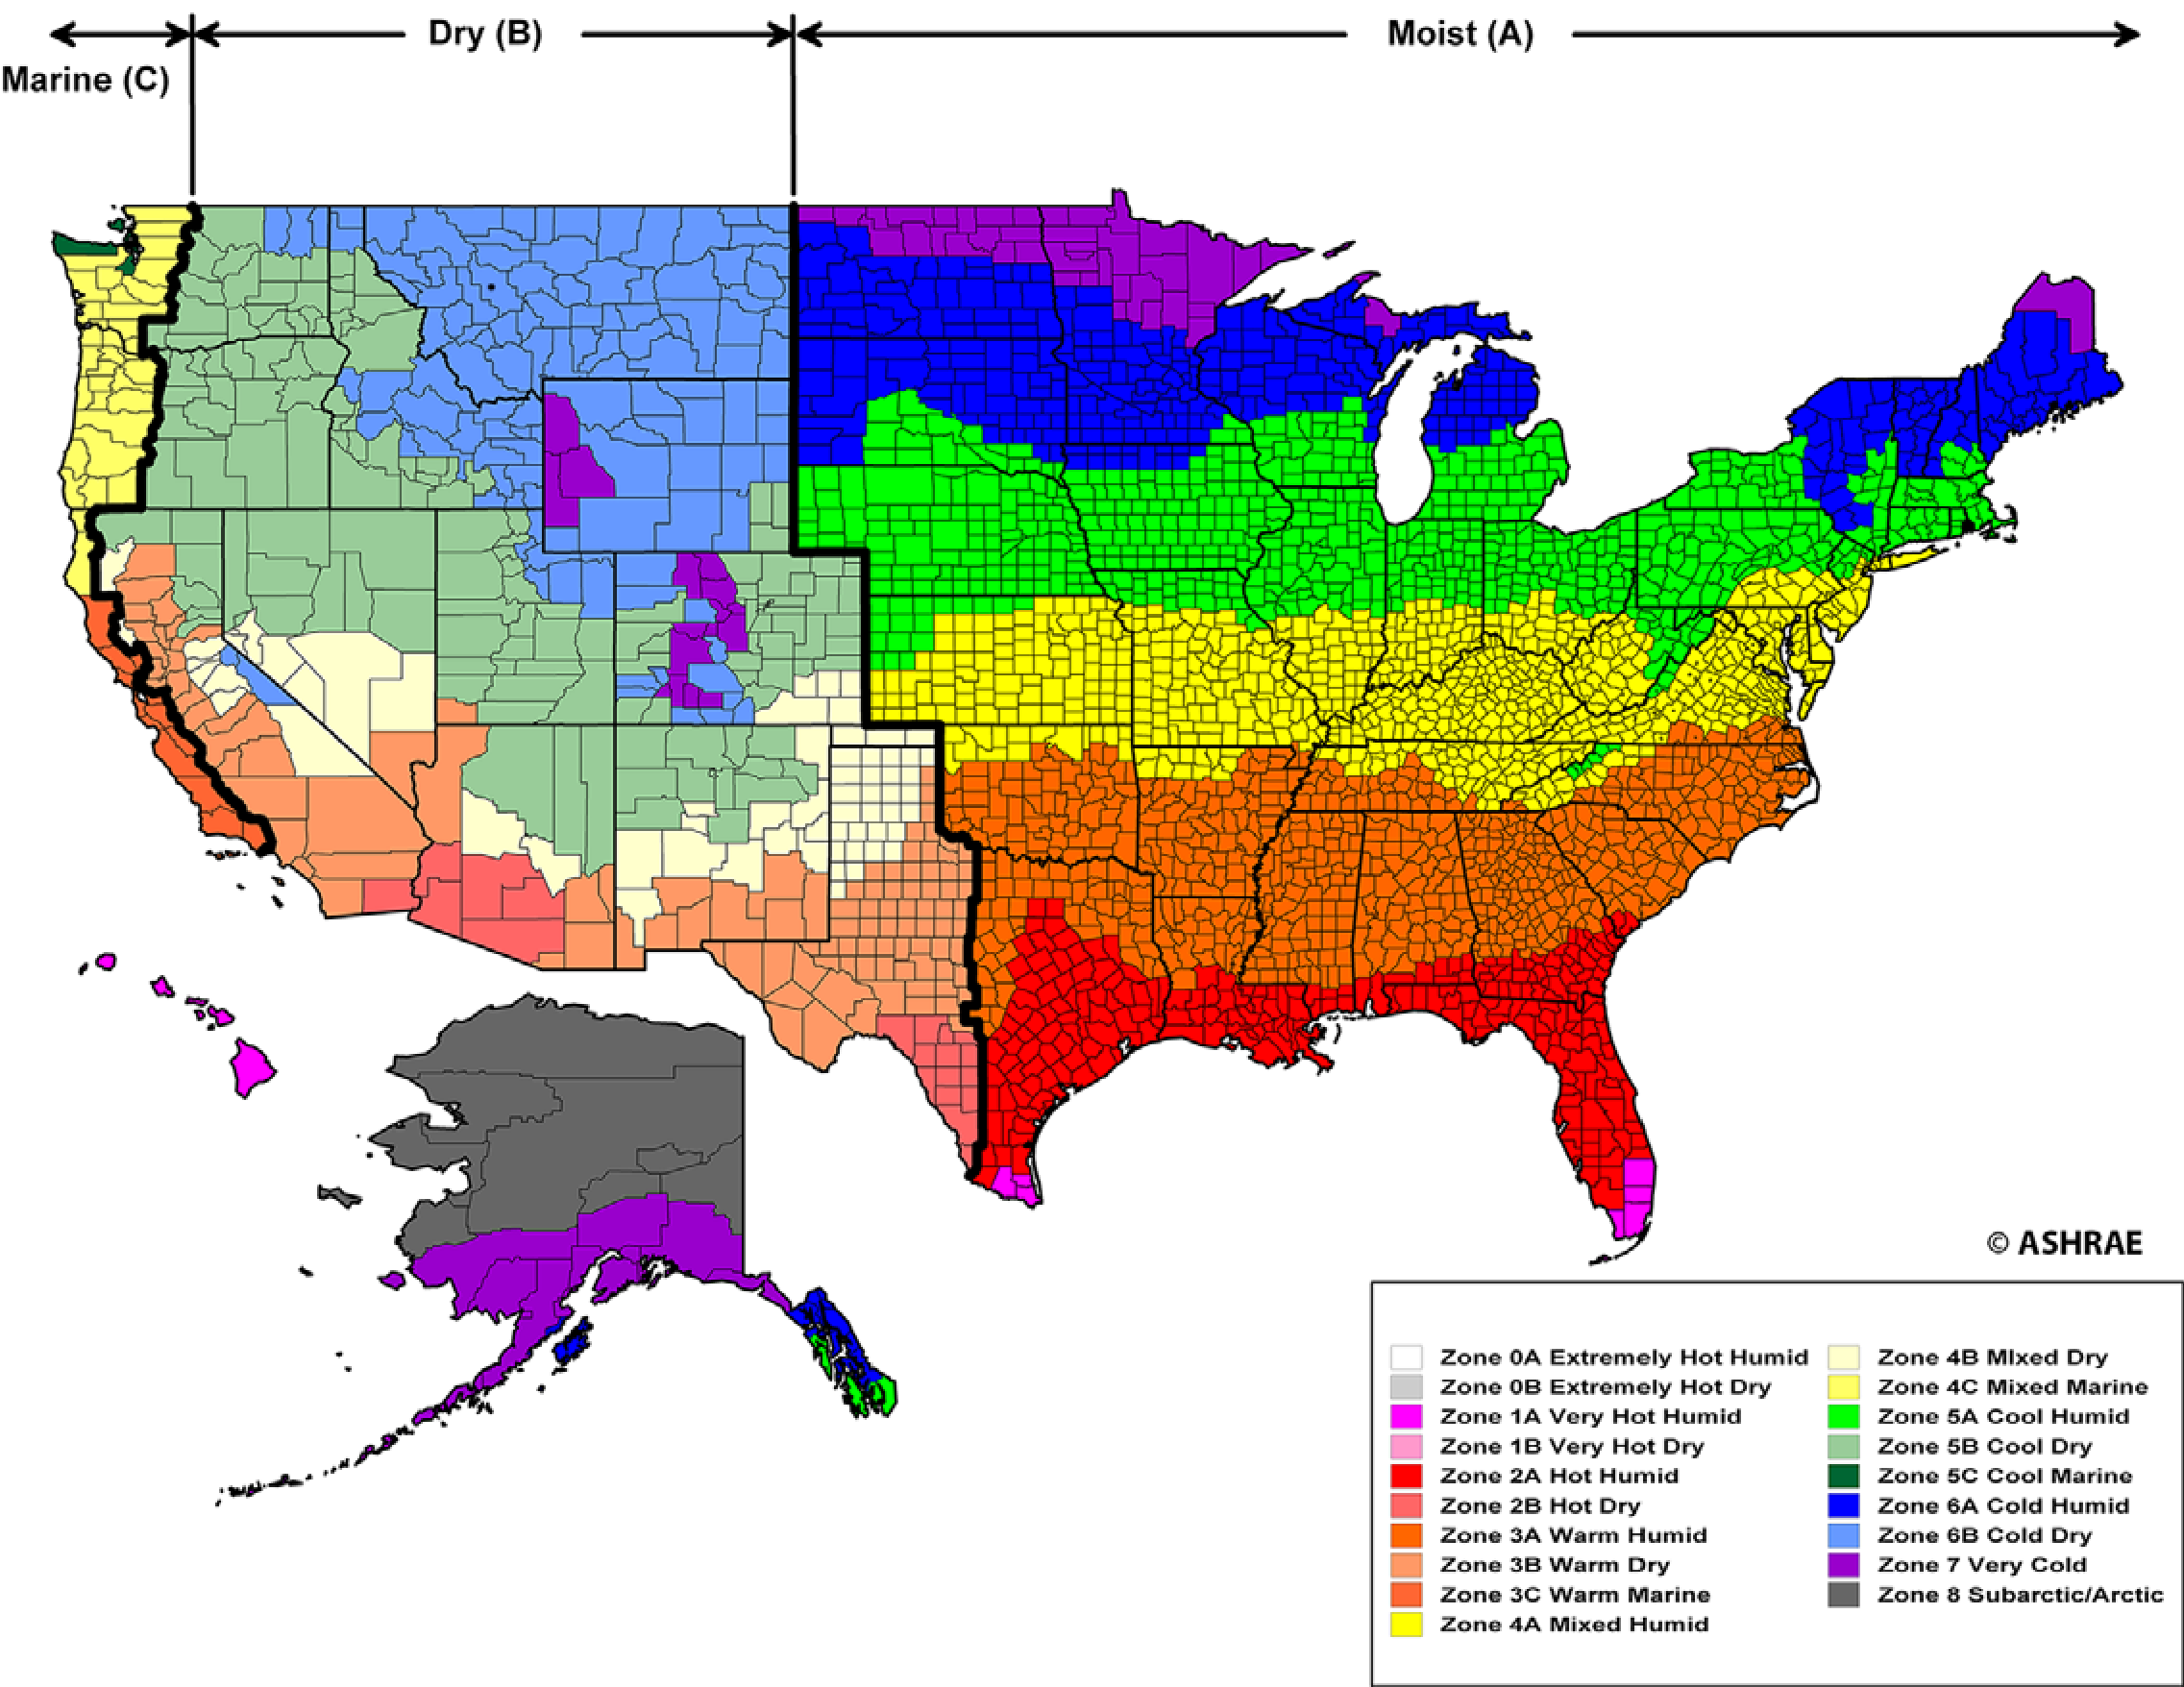 Dry (B)
Moist (A)
Marine (C)
© ASHRAE
Zone 0A Extremely Hot Humid
Zone 0B Extremely Hot Dry
Zone 1A Very Hot Humid
Zone 1B Very Hot Dry
Zone 2A Hot Humid
Zone 2B Hot Dry
Zone 3A Warm Humid
Zone 3B Warm Dry
Zone 3C Warm Marine
Zone 4A Mixed Humid
Zone 4B MIxed Dry
Zone 4C Mixed Marine
Zone 5A Cool Humid
Zone 5B Cool Dry
Zone 5C Cool Marine
Zone 6A Cold Humid
Zone 6B Cold Dry
Zone 7 Very Cold
Zone 8 Subarctic/Arctic